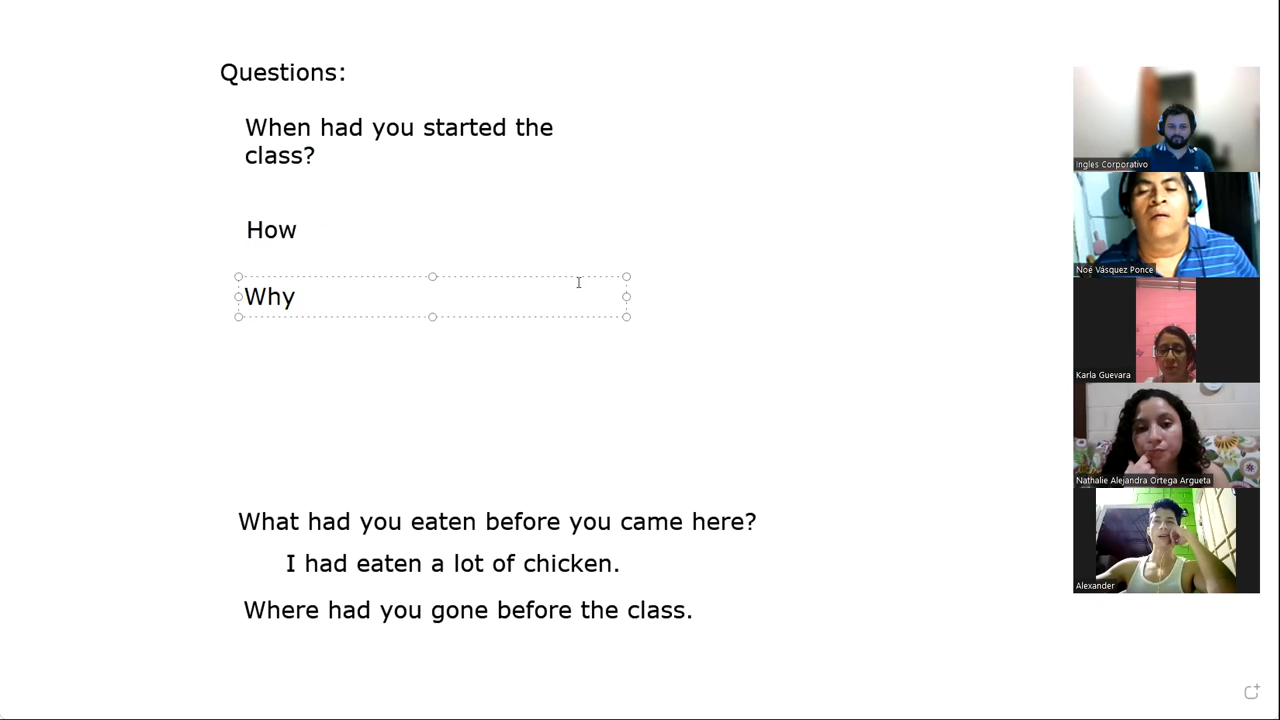 Questions:
When had you started the
class?
How
Why
What had you eaten before you came here?
I had eaten a lot of chicken.
Where had you gone before the class.
Ingles Corporativo
Noé Vásquez Ponce
Karla Guevara
Nathalie Alejandra Ortega Argueta
Alexander